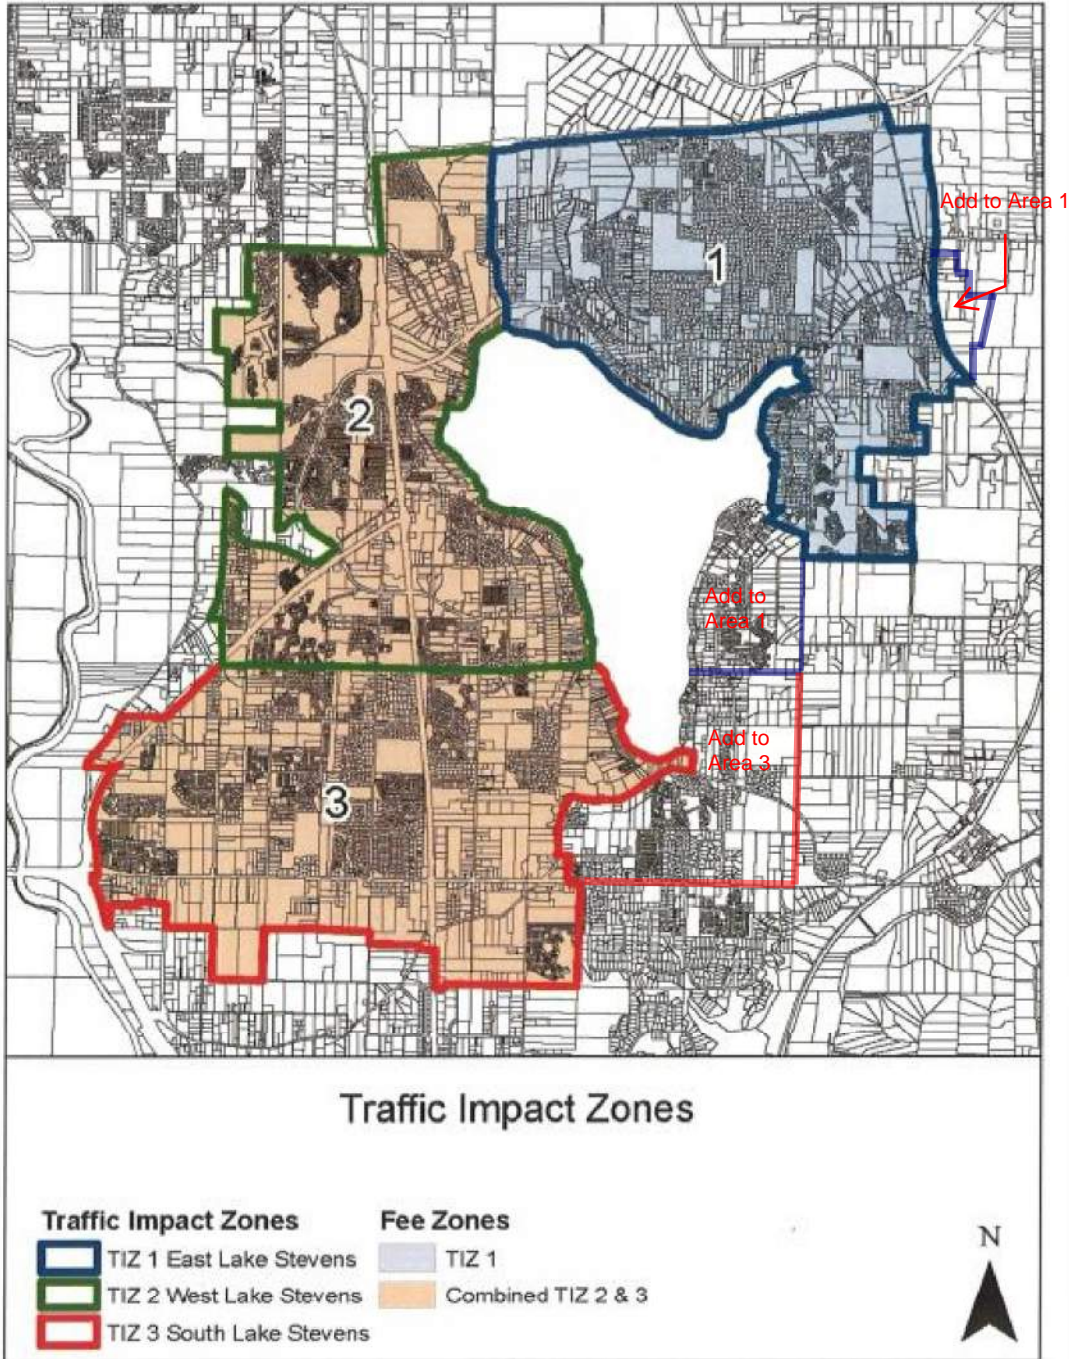 Add to Area 1
1
2
Add to
Area 1
Add to
Area 3
3
Traffic Impact Zones
Traffic Impact Zones
TIZ 1 East Lake Stevens
TIZ 2 West Lake Stevens
TIZ 3 South Lake Stevens
Fee Zones
TIZ 1
Combined TIZ 2 & 3
N